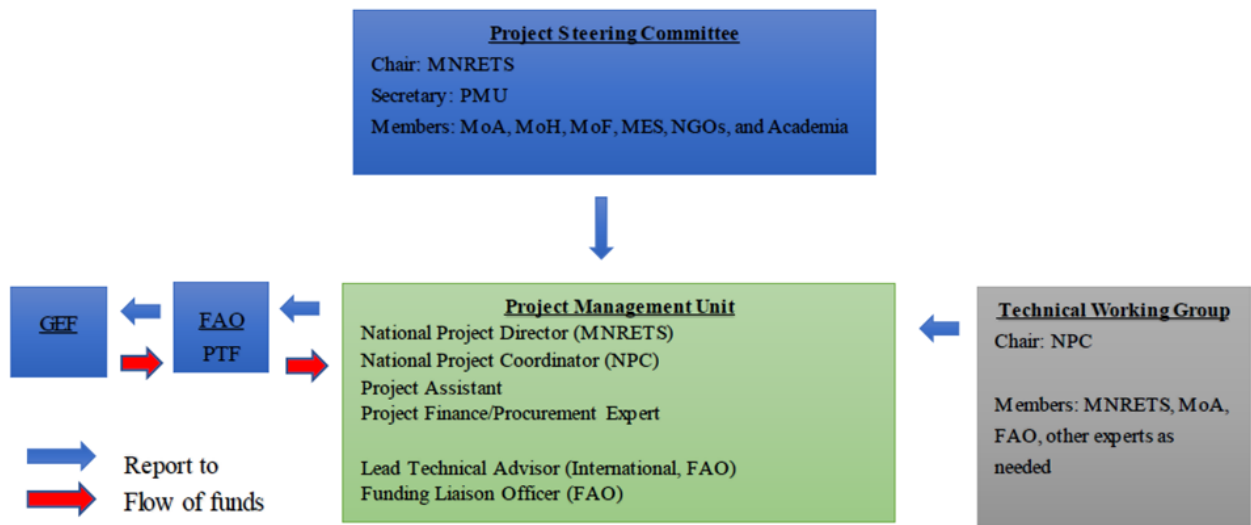 Project Steering Committee
Chair: MNRETS
Secretary: PMU
Members: MoA, MoH, MoF, MES, NGOs, and Academia
GEF
FAO
PTF
Project Management Unit
National Project Director (MNRETS)
National Project Coordinator (NPC)
Project Assistant
Project Finance/Procurement Expert
Lead Technical Advisor (International, FAO)
Funding Liaison Officer (FAO)
Technical Working Group
Chair: NPC
Members: MNRETS, MoA,
FAO, other experts as
needed
Report to
Flow of funds